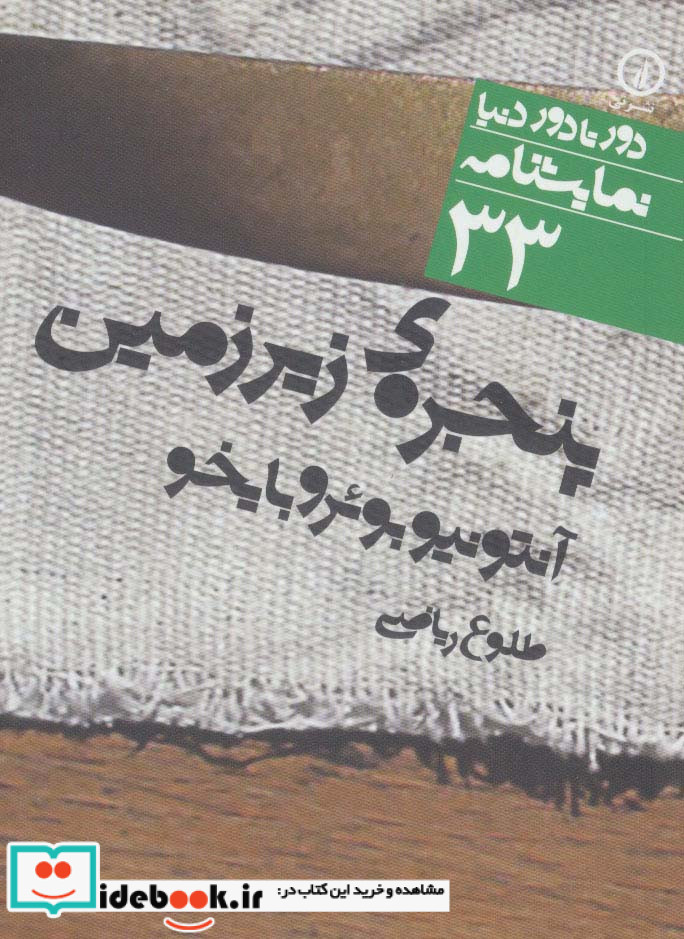 نشر نی
دور تا دور دنیا
نمایشنامه
۳۳
پنجره‌ی زیرزمین
آنتونیو بوئرو بایخو
طلوع ریاضی
مشاهده و خرید این کتاب در:
idebook.ir